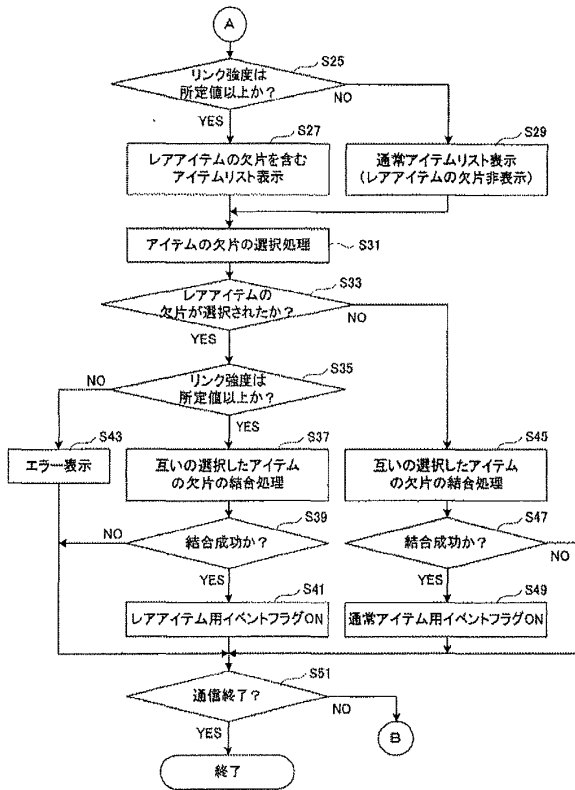 A
S25
リンク強度は
所定値以上か?
NO
YES
S27
レアアイテムの欠片を含む
アイテムリスト表示
S29
通常アイテムリスト表示
(レアアイテムの欠片非表示)
アイテムの欠片の選択処理
S31
S33
レアアイテムの
欠片が選択されたか?
NO
YES
S35
NO
リンク強度は
所定値以上か?
YES
S43
エラー表示
S37
互いの選択したアイテム
の欠片の結合処理
S45
互いの選択したアイテム
の欠片の結合処理
S39
NO
結合成功か?
YES
S47
結合成功か?
NO
YES
S41
レアアイテム用イベントフラグON
S49
通常アイテム用イベントフラグON
S51
通信終了?
NO
YES
B
終了